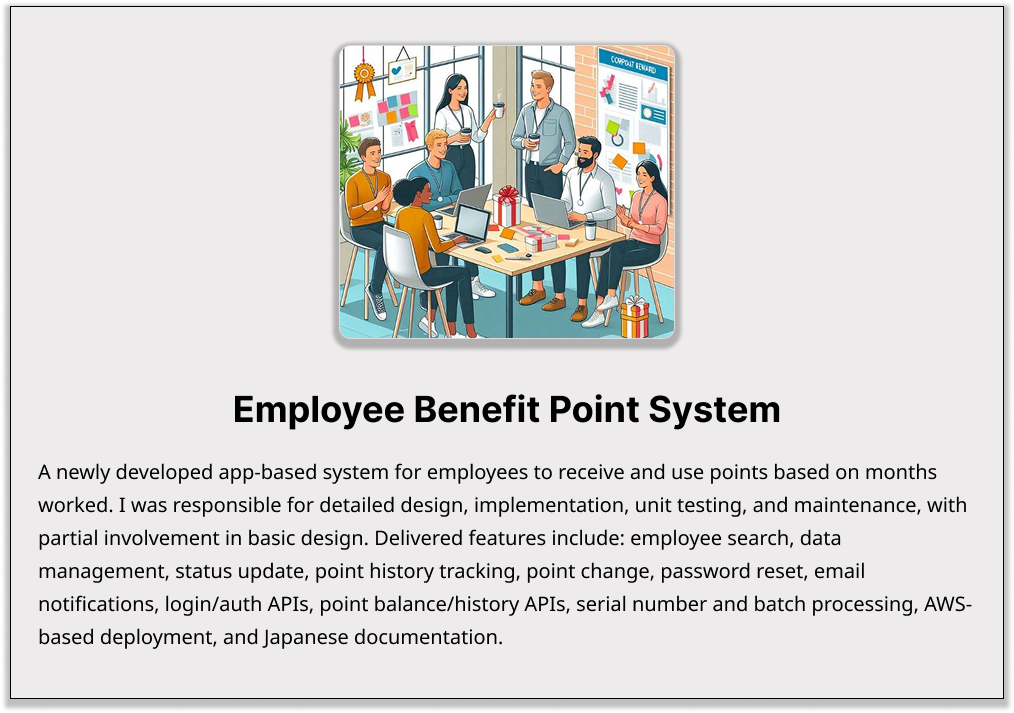 CORPOAT REWARD
Employee Benefit Point System
A newly developed app-based system for employees to receive and use points based on months
worked. I was responsible for detailed design, implementation, unit testing, and maintenance, with
partial involvement in basic design. Delivered features include: employee search, data
management, status update, point history tracking, point change, password reset, email
notifications, login/auth APIs, point balance/history APIs, serial number and batch processing, AWS-
based deployment, and Japanese documentation.